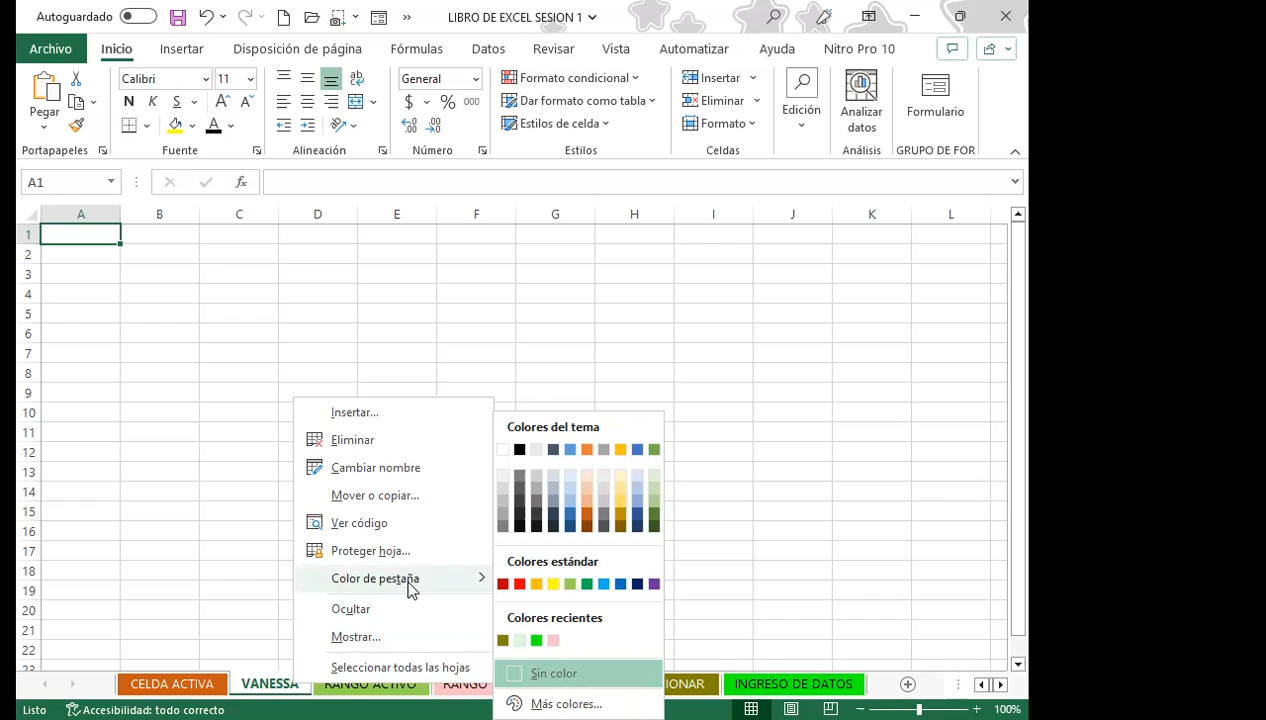 Autoguardado
LIBRO DE EXCEL SESION 1
Archivo Inicio Insertar Disposición de página Fórmulas Datos Revisar Vista Automatizar Ayuda Nitro Pro 10
Pegar
Portapapeles
Calibri 11
N K S
A A
A
Fuente
ab
Alineación
General
$ % 000
Número
Formato condicional
Dar formato como tabla
Estilos de celda
Estilos
Insertar
Eliminar
Formato
Celdas
Edición
Analizar
datos
Análisis
Formulario
GRUPO DE FOR
A1
fx
A B C D E F G H I J K L
1
2
3
4
5
6
7
8
9
10
11
12
13
14
15
16
17
18
19
20
21
22
23
Insertar...
Eliminar
Cambiar nombre
Mover o copiar...
Ver código
Proteger hoja...
Color de pestaña
Ocultar
Mostrar...
Seleccionar todas las hojas
Colores del tema
Colores estándar
Colores recientes
Sin color
Más colores...
CELDA ACTIVA VANESSA RANGO ACTIVO RANGO INGRESO DE DATOS
Listo Accesibilidad: todo correcto 100%